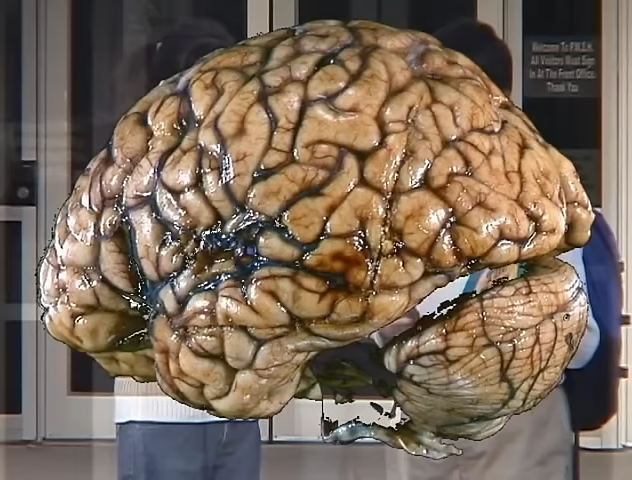 Welcome To P.M.S.H.
All Visitors Must Sign
In At The Front Office.
Thank You